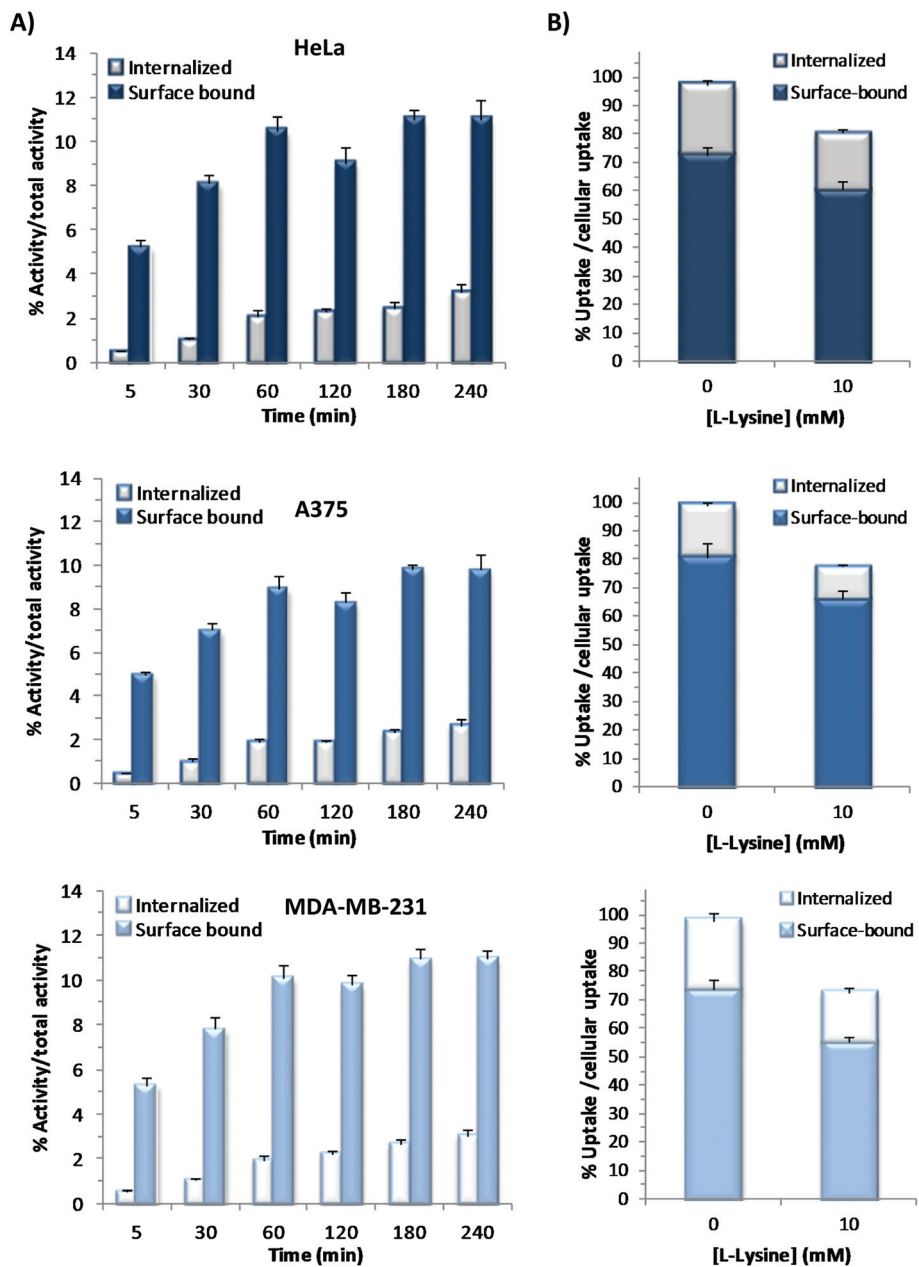 A)
HeLa
Internalized
Surface bound
% Activity/total activity
14
12
10
8
6
4
2
0
5 30 60 120 180 240
Time (min)
B)
Internalized
Surface-bound
% Uptake /cellular uptake
100
90
80
70
60
50
40
30
20
10
0
0 10
[L-Lysine] (mM)
A375
Internalized
Surface bound
% Activity/total activity
14
12
10
8
6
4
2
0
5 30 60 120 180 240
Time (min)
Internalized
Surface-bound
% Uptake /cellular uptake
100
90
80
70
60
50
40
30
20
10
0
0 10
[L-Lysine] (mM)
MDA-MB-231
Internalized
Surface bound
% Activity/total activity
14
12
10
8
6
4
2
0
5 30 60 120 180 240
Time (min)
Internalized
Surface-bound
% Uptake /cellular uptake
100
90
80
70
60
50
40
30
20
10
0
0 10
[L-Lysine] (mM)